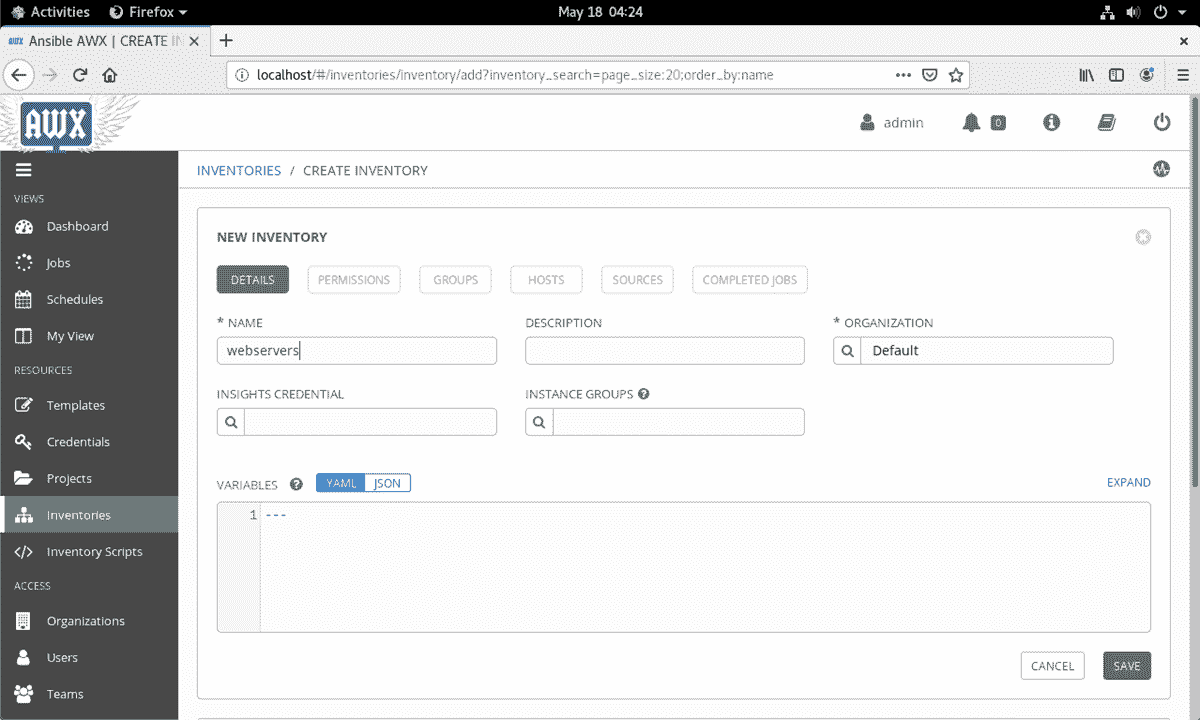 Activities Firefox May 18 04:24
Ansible AWX | CREATE IN
localhost/#/inventories/inventory/add?inventory_search=page_size:20;order_by:name
AWX admin 0
INVENTORIES / CREATE INVENTORY
VIEWS
Dashboard
Jobs
Schedules
My View
RESOURCES
Templates
Credentials
Projects
Inventories
Inventory Scripts
ACCESS
Organizations
Users
Teams
NEW INVENTORY
DETAILS PERMISSIONS GROUPS HOSTS SOURCES COMPLETED JOBS
* NAME DESCRIPTION * ORGANIZATION
webservers Default
INSIGHTS CREDENTIAL INSTANCE GROUPS ?
VARIABLES ? YAML JSON EXPAND
1 ---
CANCEL SAVE